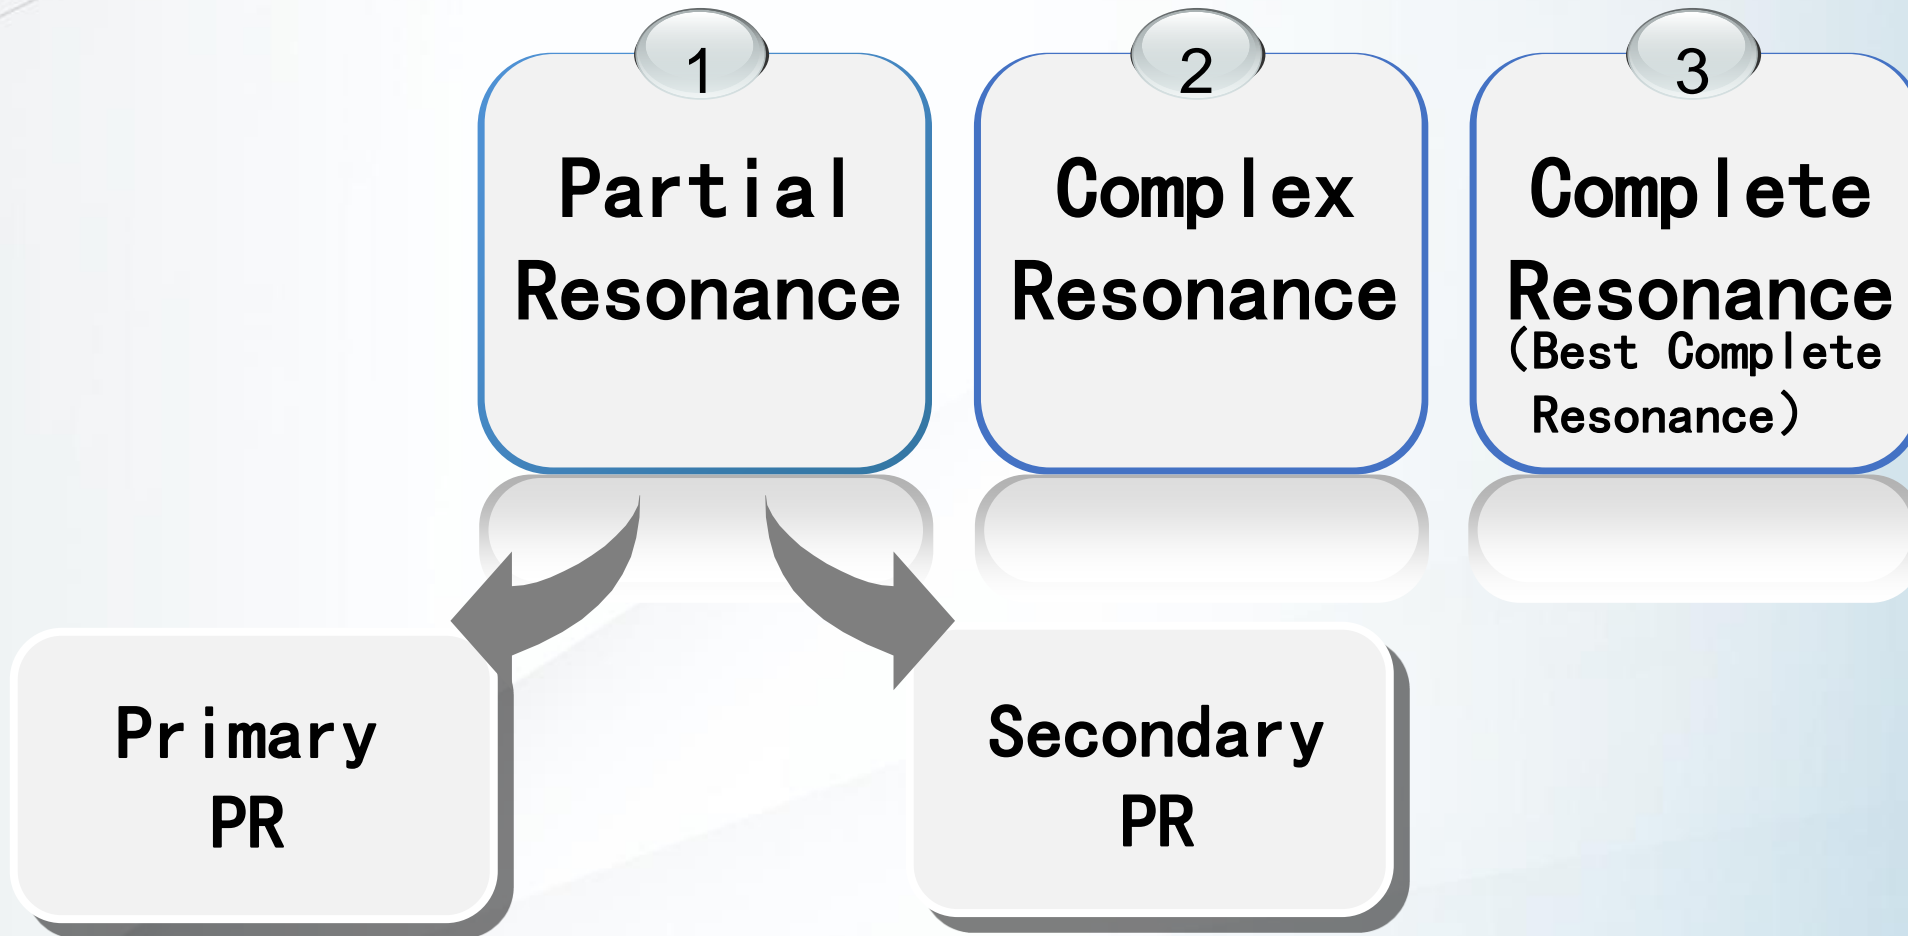 1
Partial
Resonance
2
Complex
Resonance
3
Complete
Resonance
(Best Complete
Resonance)
Primary
PR
Secondary
PR